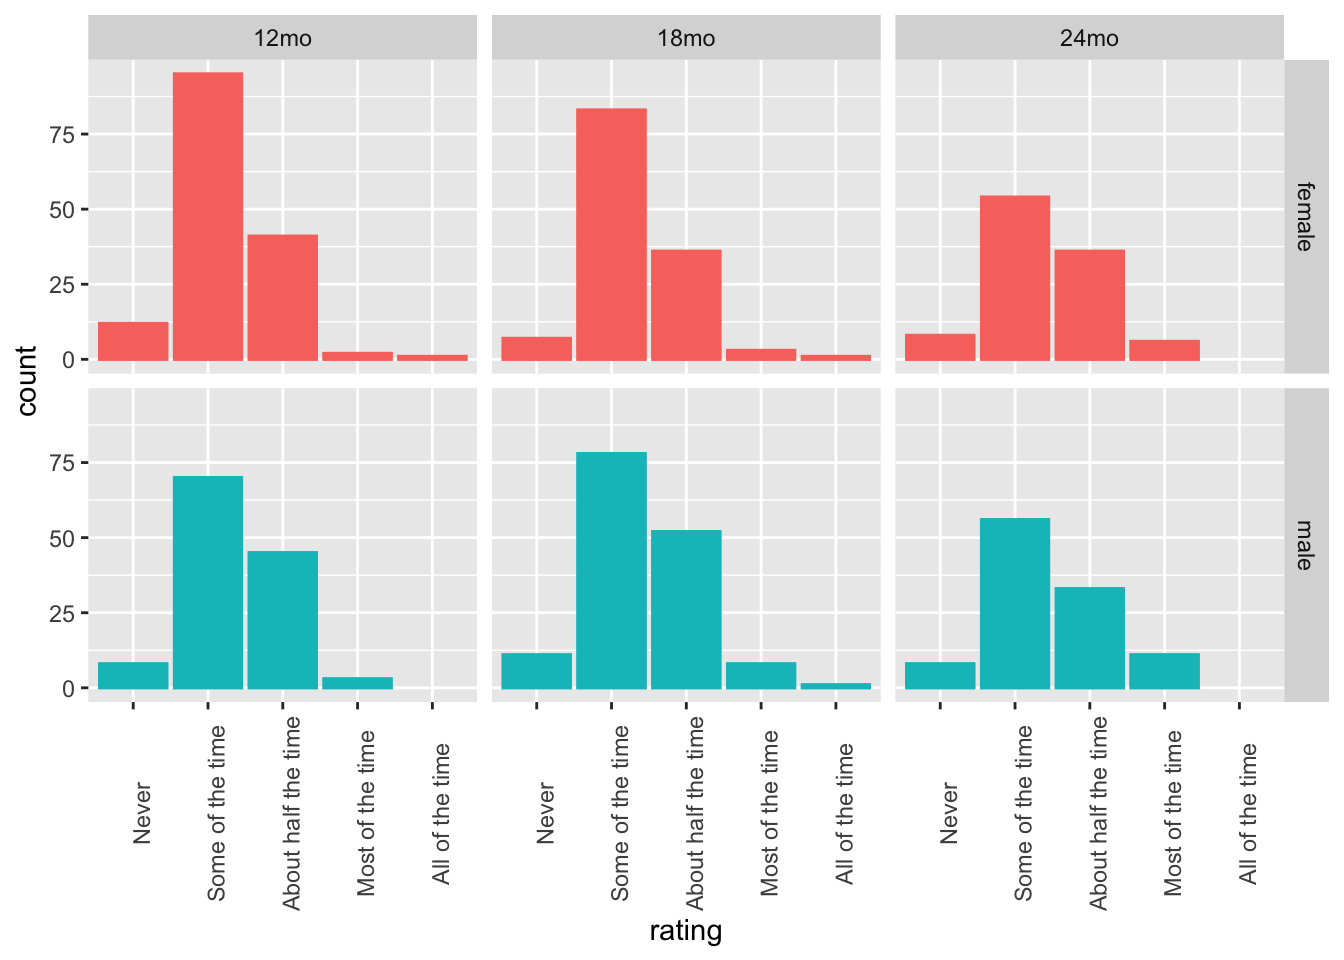 12mo
18mo
24mo
75
50
25
0
female
count
75
50
25
0
male
Never
Some of the time
About half the time
Most of the time
All of the time
Never
Some of the time
About half the time
Most of the time
All of the time
Never
Some of the time
About half the time
Most of the time
All of the time
rating